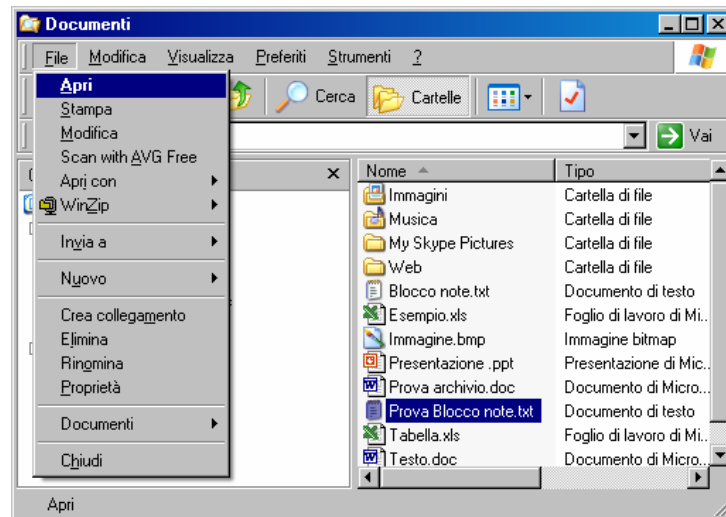 Documenti
File Modifica Visualizza Preferiti Strumenti ?
Apri
Stampa
Modifica
Scan with AVG Free
Apri con
WinZip
Invia a
Nuovo
Crea collegamento
Elimina
Rinomina
Proprietà
Documenti
Chiudi
Cerca Cartelle
Vai
Nome Tipo
Immagini Cartella di file
Musica Cartella di file
My Skype Pictures Cartella di file
Web Cartella di file
Blocco note.txt Documento di testo
Esempio.xls Foglio di lavoro di Mi...
Immagine.bmp Immagine bitmap
Presentazione .ppt Presentazione di Mic...
Prova archivio.doc Documento di Micro...
Prova Blocco note.txt Documento di testo
Tabella.xls Foglio di lavoro di Mi...
Testo.doc Documento di Micro...
Apri